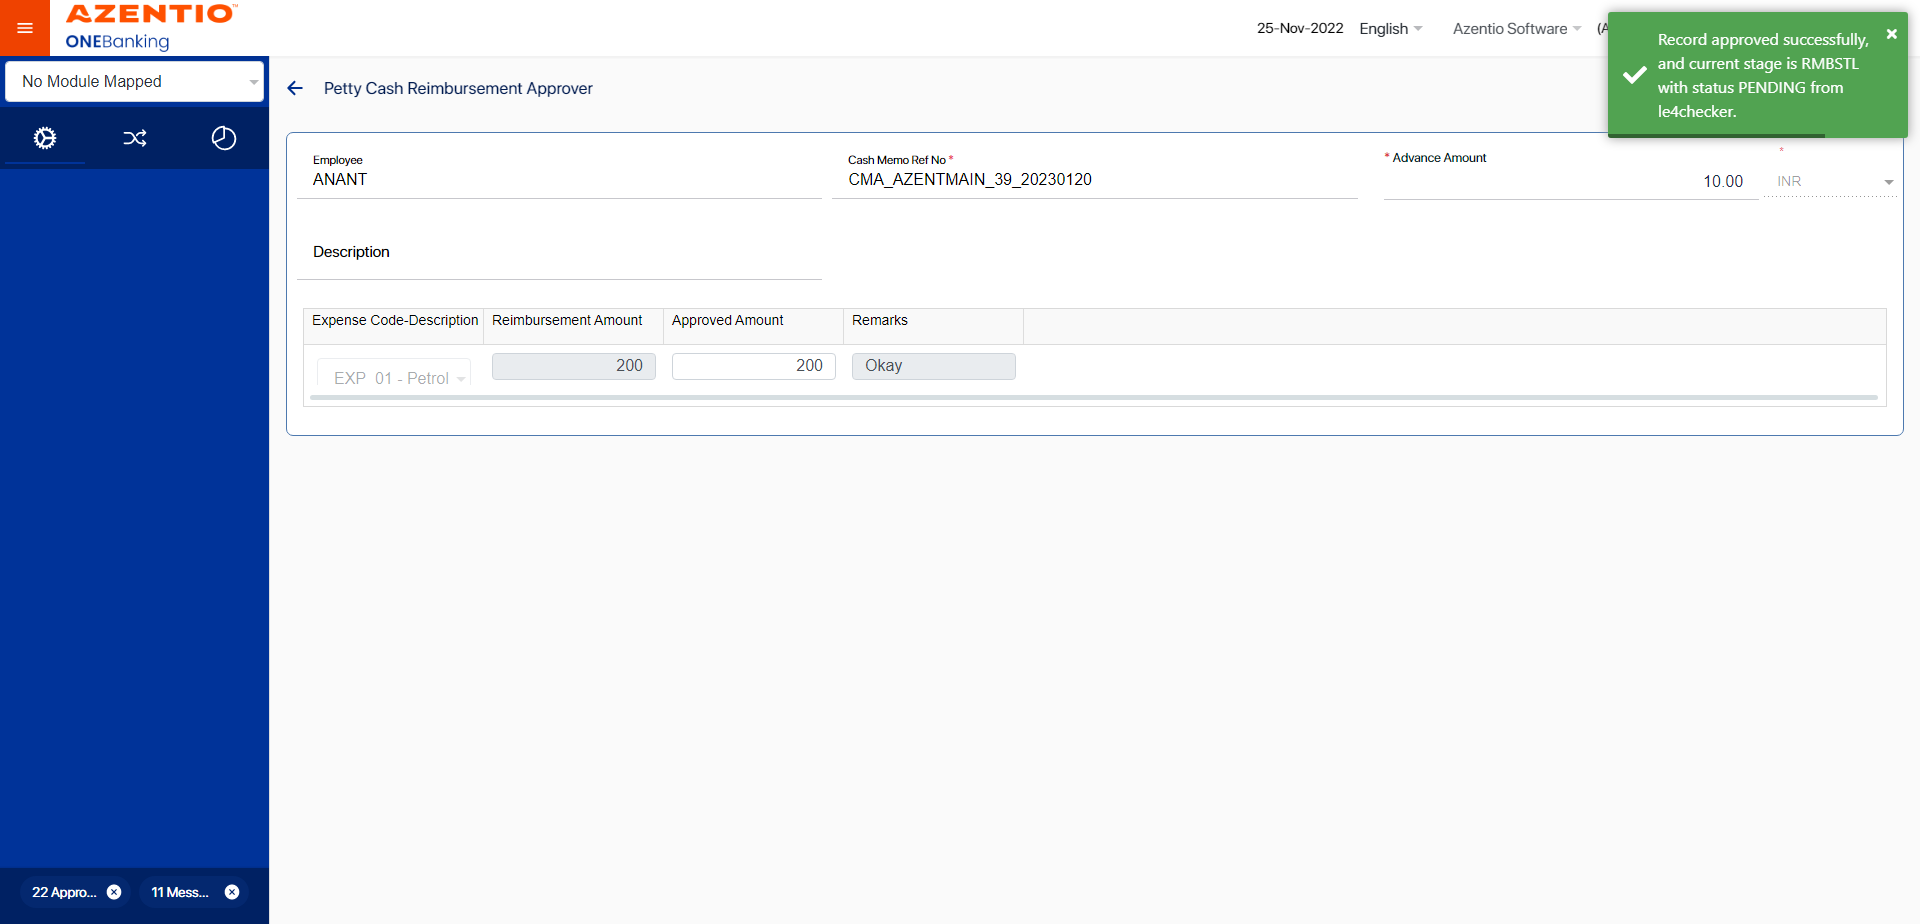 AZENTIO™
ONEBanking
25-Nov-2022
English
Azentio Software
(A
Record approved successfully,
and current stage is RMBSTL
with status PENDING from
le4checker.
No Module Mapped
Petty Cash Reimbursement Approver
Employee
ANANT
Cash Memo Ref No *
CMA_AZENTMAIN_39_20230120
* Advance Amount
10.00
*
INR
Description
Expense Code-Description
Reimbursement Amount
Approved Amount
Remarks
EXP 01 - Petrol
200
200
Okay
22 Appro...
11 Mess...